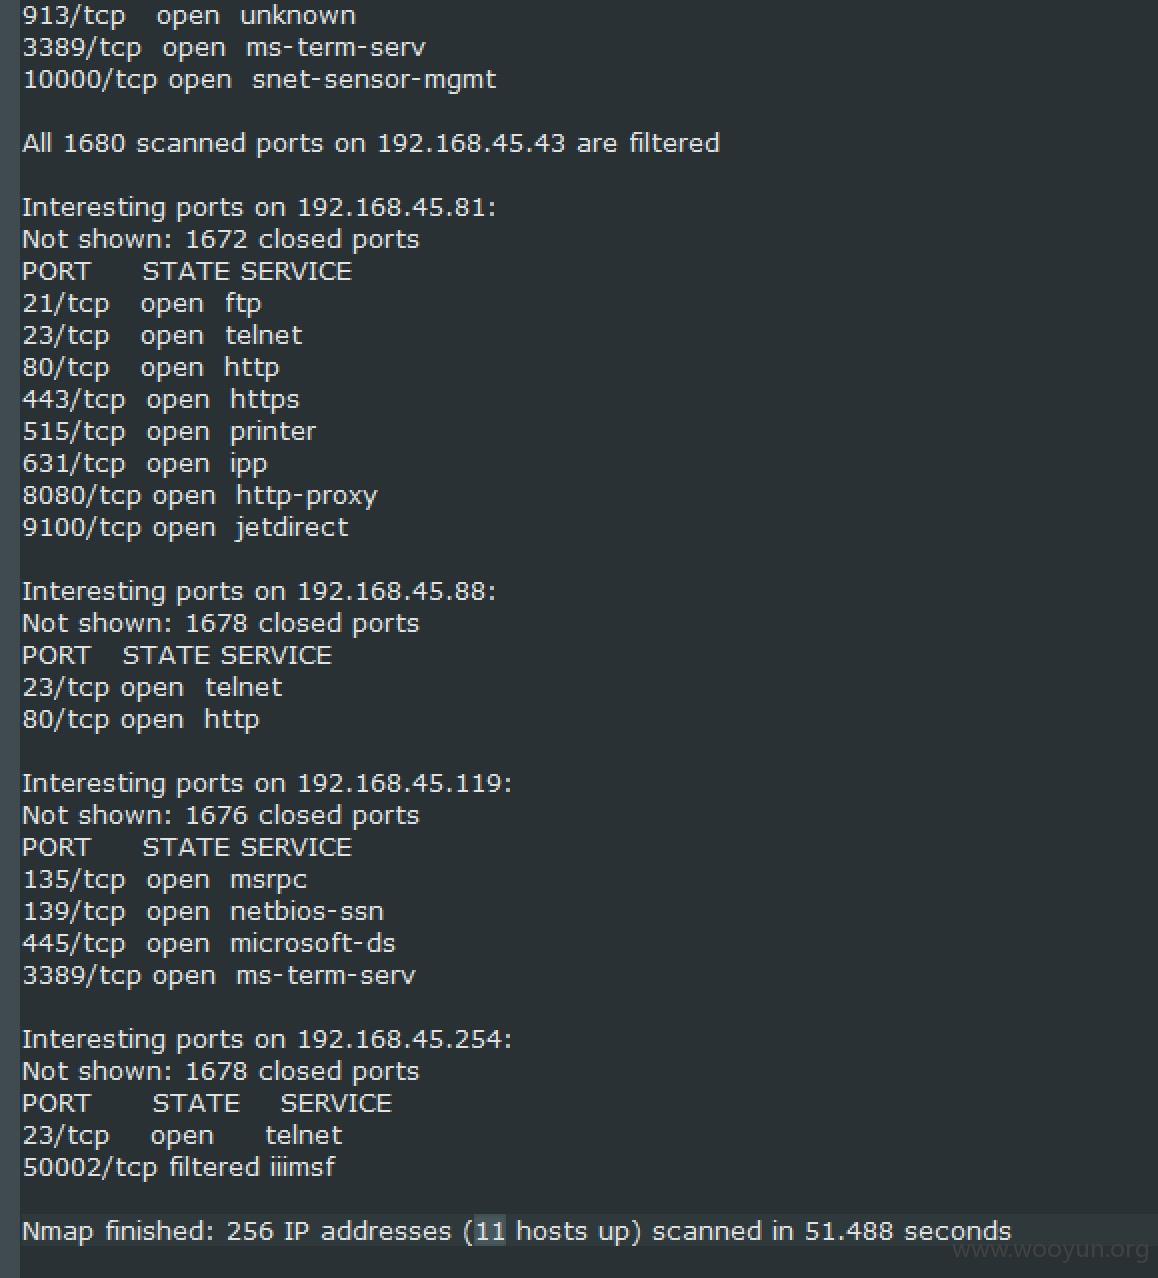 913/tcp open unknown
3389/tcp open ms-term-serv
10000/tcp open snet-sensor-mgmt
All 1680 scanned ports on 192.168.45.43 are filtered
Interesting ports on 192.168.45.81:
Not shown: 1672 closed ports
PORT STATE SERVICE
21/tcp open ftp
23/tcp open telnet
80/tcp open http
443/tcp open https
515/tcp open printer
631/tcp open ipp
8080/tcp open http-proxy
9100/tcp open jetdirect
Interesting ports on 192.168.45.88:
Not shown: 1678 closed ports
PORT STATE SERVICE
23/tcp open telnet
80/tcp open http
Interesting ports on 192.168.45.119:
Not shown: 1676 closed ports
PORT STATE SERVICE
135/tcp open msrpc
139/tcp open netbios-ssn
445/tcp open microsoft-ds
3389/tcp open ms-term-serv
Interesting ports on 192.168.45.254:
Not shown: 1678 closed ports
PORT STATE SERVICE
23/tcp open telnet
50002/tcp filtered iiimsf
Nmap finished: 256 IP addresses (11 hosts up) scanned in 51.488 seconds
www.wooyun.org